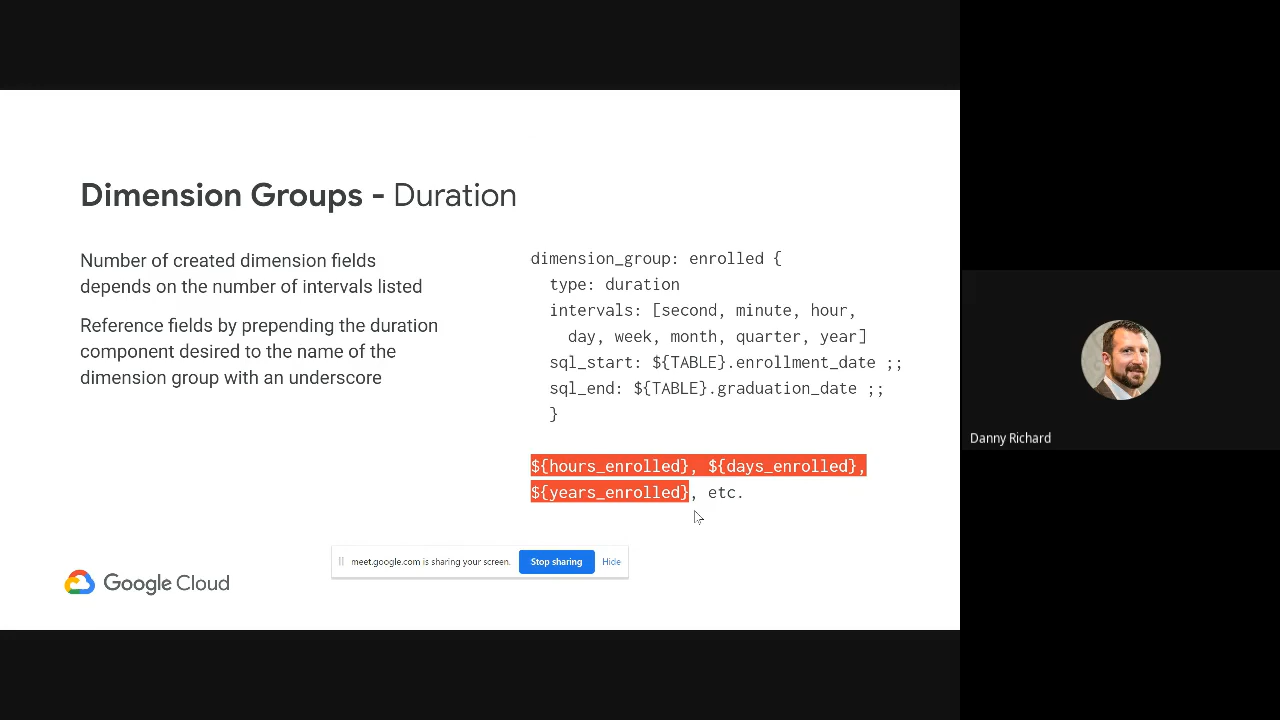 Dimension Groups - Duration
Number of created dimension fields
depends on the number of intervals listed
Reference fields by prepending the duration
component desired to the name of the
dimension group with an underscore
dimension_group: enrolled {
type: duration
intervals: [second, minute, hour,
day, week, month, quarter, year]
sql_start: ${TABLE}.enrollment_date ;;
sql_end: ${TABLE}.graduation_date ;;
}
${hours_enrolled}, ${days_enrolled},
${years_enrolled}, etc.
meet.google.com is sharing your screen. Stop sharing Hide
Google Cloud
Danny Richard